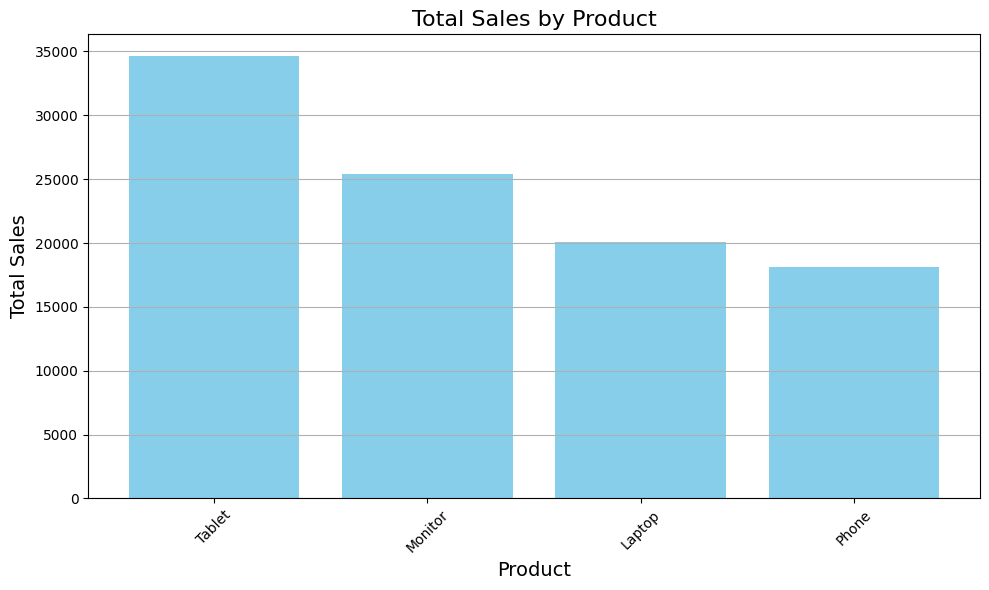 Total Sales by Product
Total Sales
35000
30000
25000
20000
15000
10000
5000
0
Tablet
Monitor
Laptop
Phone
Product